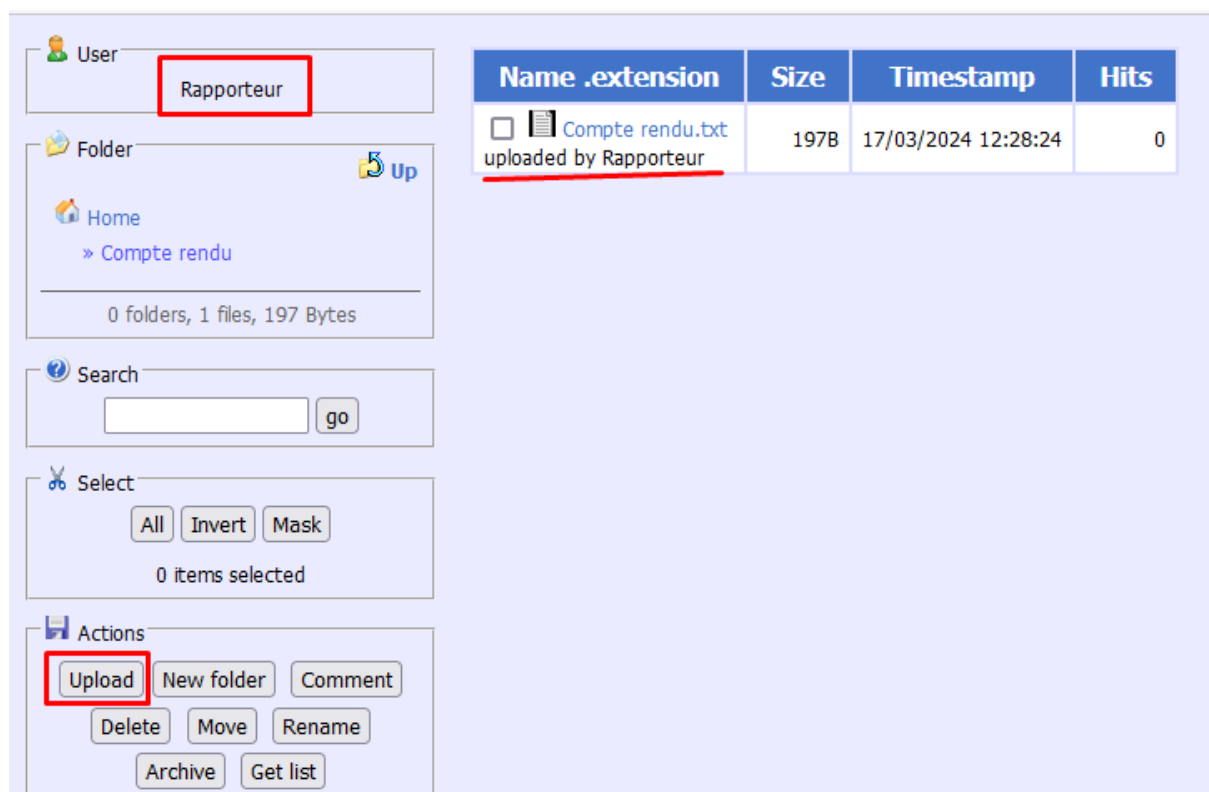 User
Rapporteur
Folder
Up
Home
» Compte rendu
0 folders, 1 files, 197 Bytes
Search
go
Select
All Invert Mask
0 items selected
Actions
Upload New folder Comment
Delete Move Rename
Archive Get list
Name .extension Size Timestamp Hits
Compte rendu.txt 197B 17/03/2024 12:28:24 0
uploaded by Rapporteur